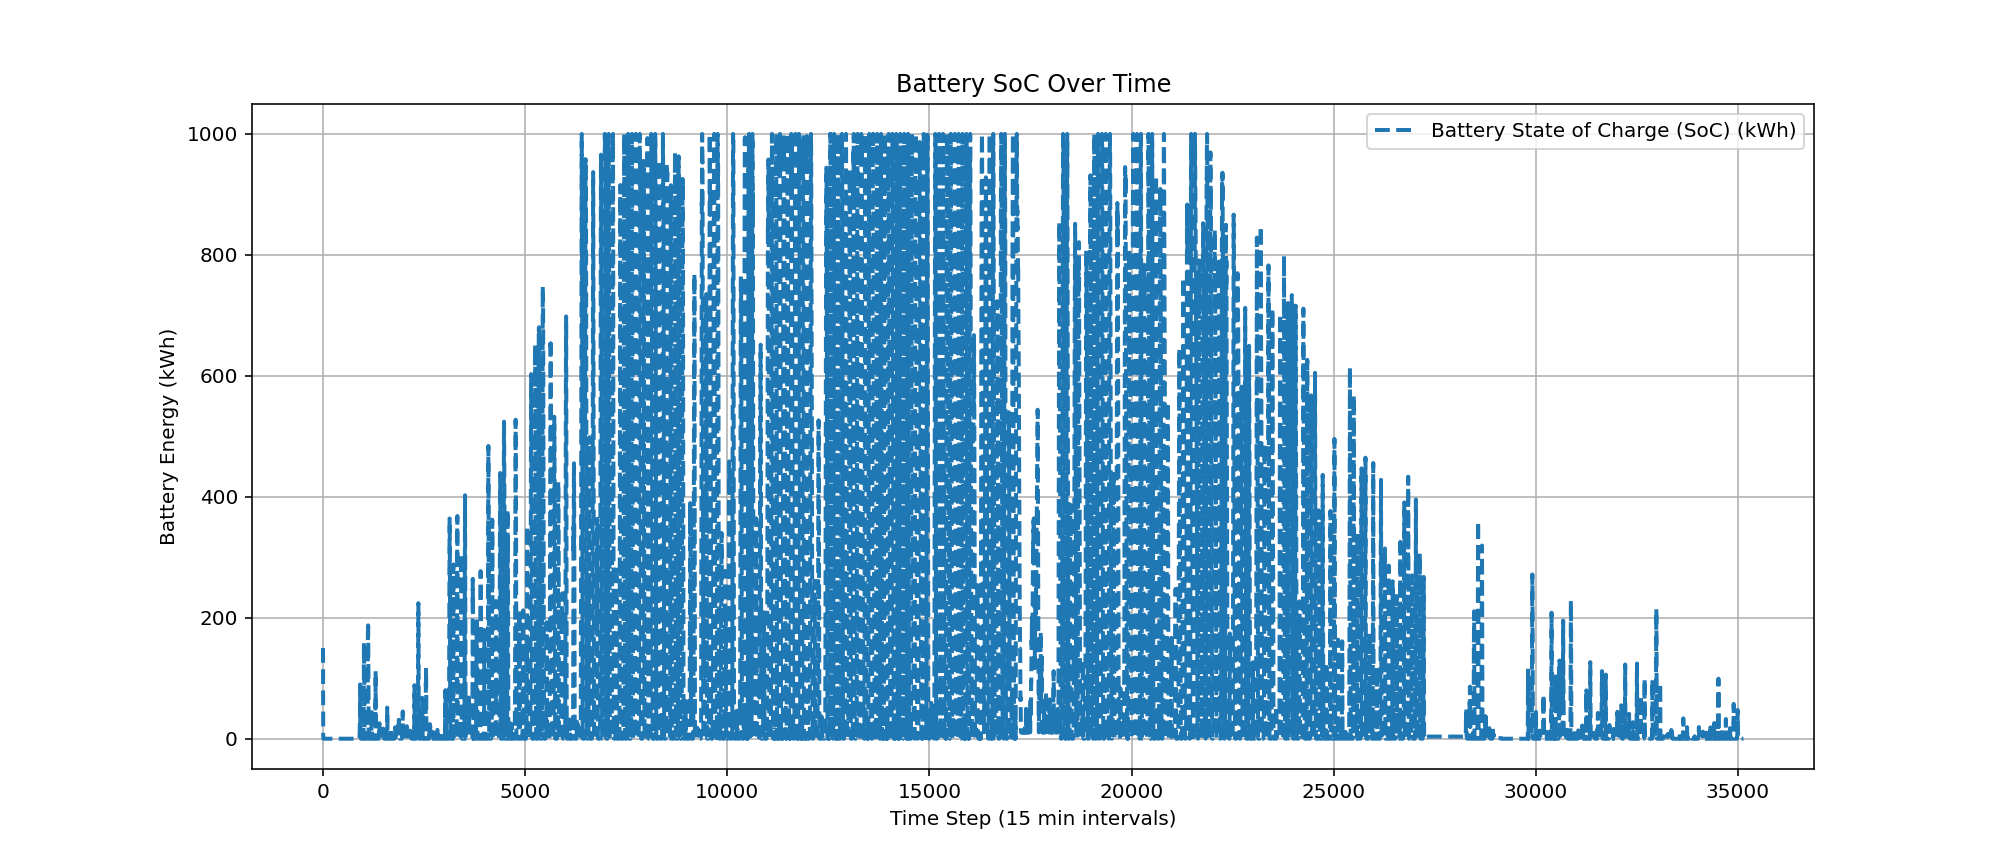 Battery SoC Over Time
Battery State of Charge (SoC) (kWh)
Battery Energy (kWh)
1000
800
600
400
200
0
0 5000 10000 15000 20000 25000 30000 35000
Time Step (15 min intervals)